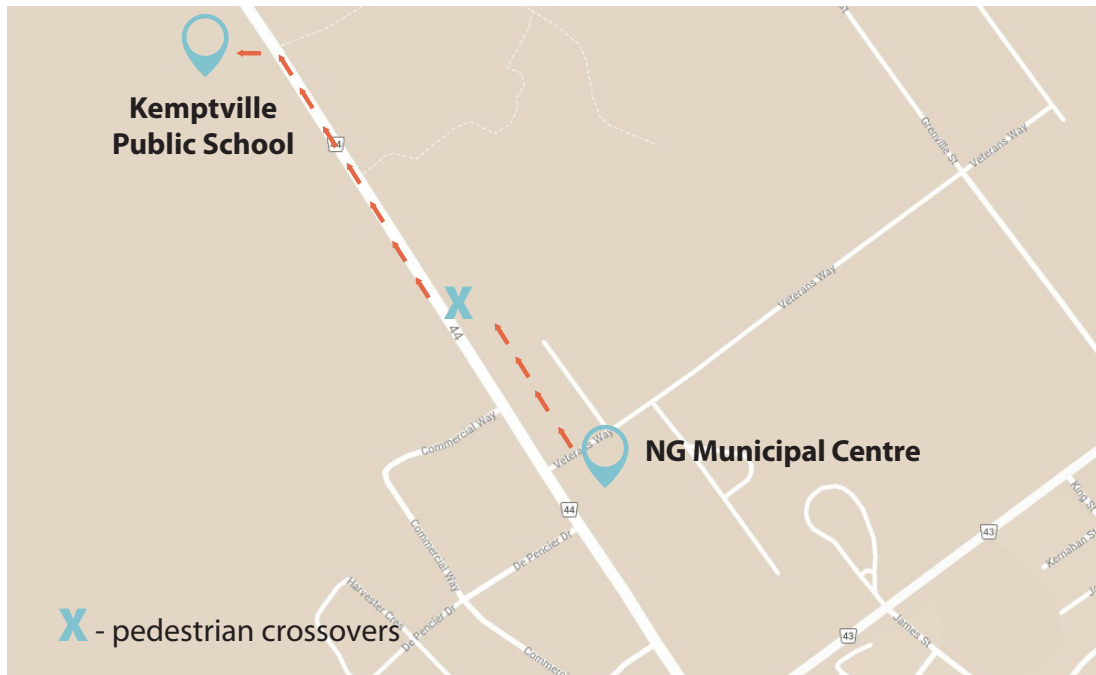 St
Kemptville
Public School
44
Grenville St
Veterans Way
Veterans Way
X
44
Commercial Way
Veterans Way
NG Municipal Centre
44
King St
43
Commercial Way
De Pencier Dr
Kernahan St
Harvester Cres
De Pencier Dr
James St
43
X - pedestrian crossovers